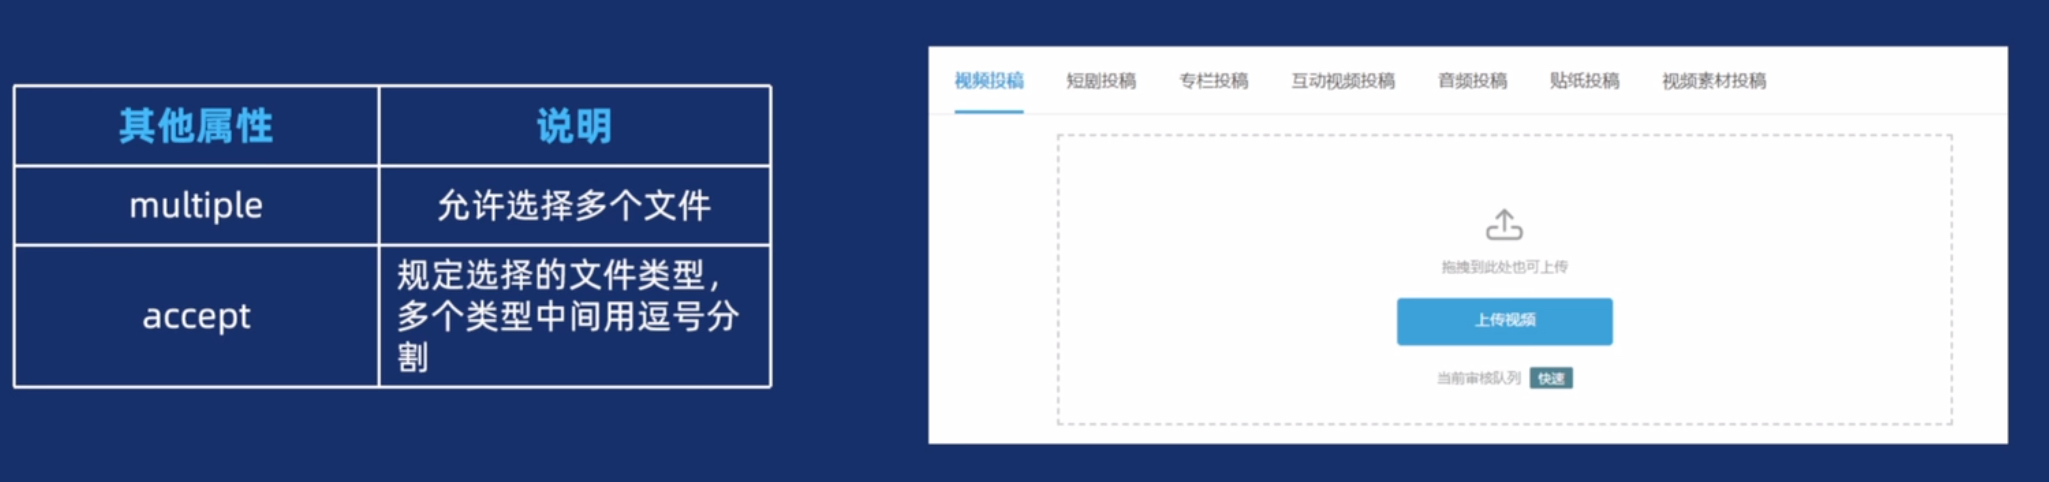 其他属性 说明
multiple 允许选择多个文件
accept
规定选择的文件类型，
多个类型中间用逗号分
割
视频投稿 短剧投稿 专栏投稿 互动视频投稿 音频投稿 贴纸投稿 视频素材投稿
拖拽到此处也可上传
上传视频
当前审核队列 快速